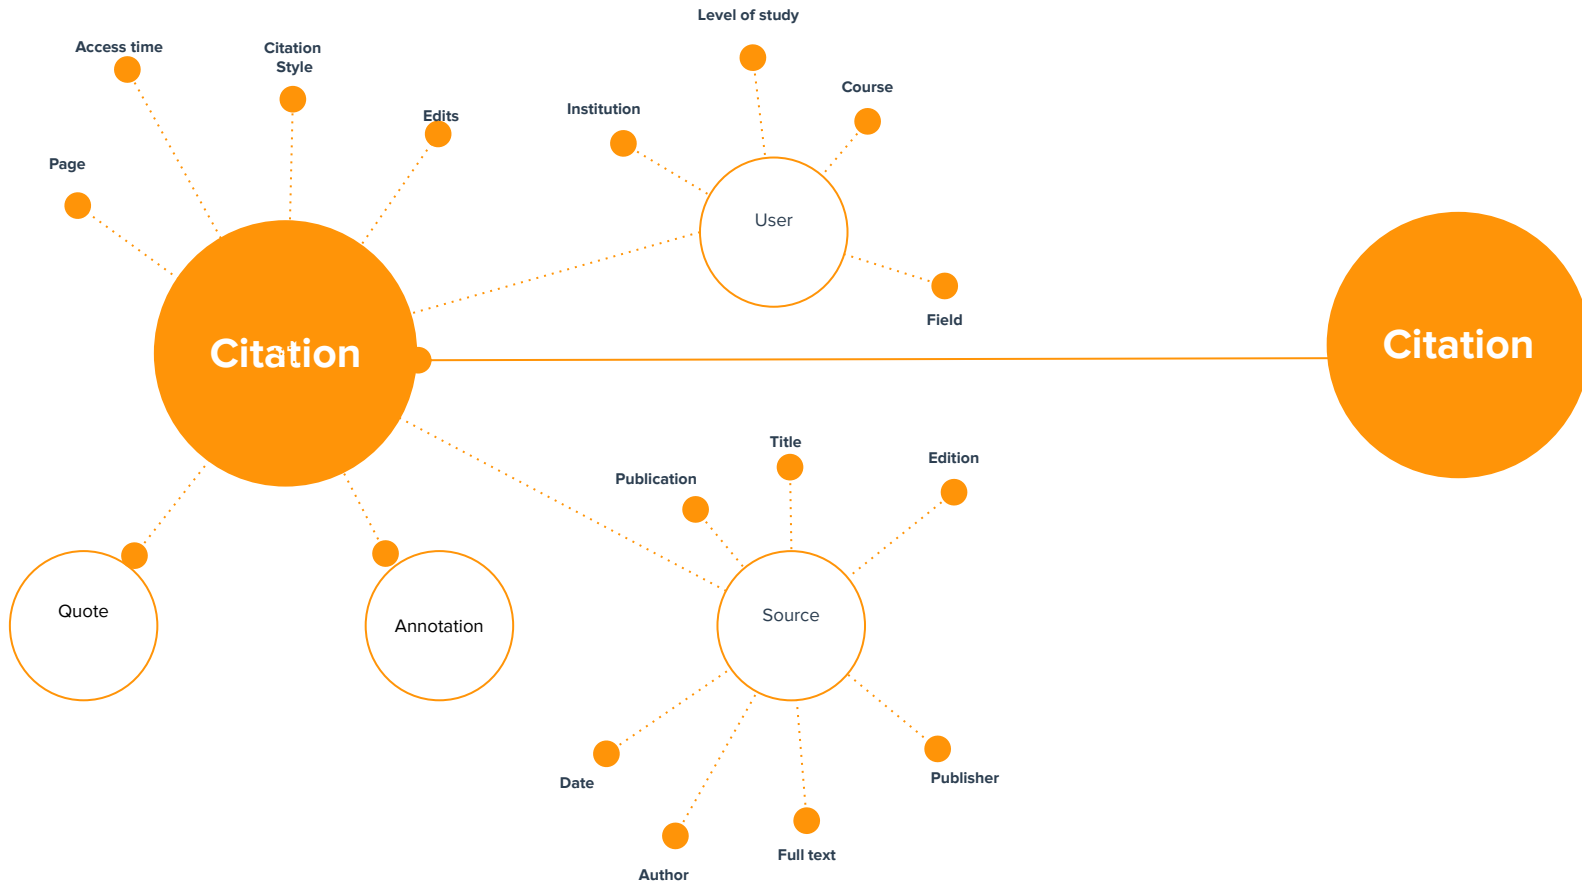 Level of study
Access time
Citation
Style
Course
Institution
Edits
Page
User
Field
Citation
Citation
Title
Edition
Publication
Quote
Annotation
Source
Date
Publisher
Full text
Author